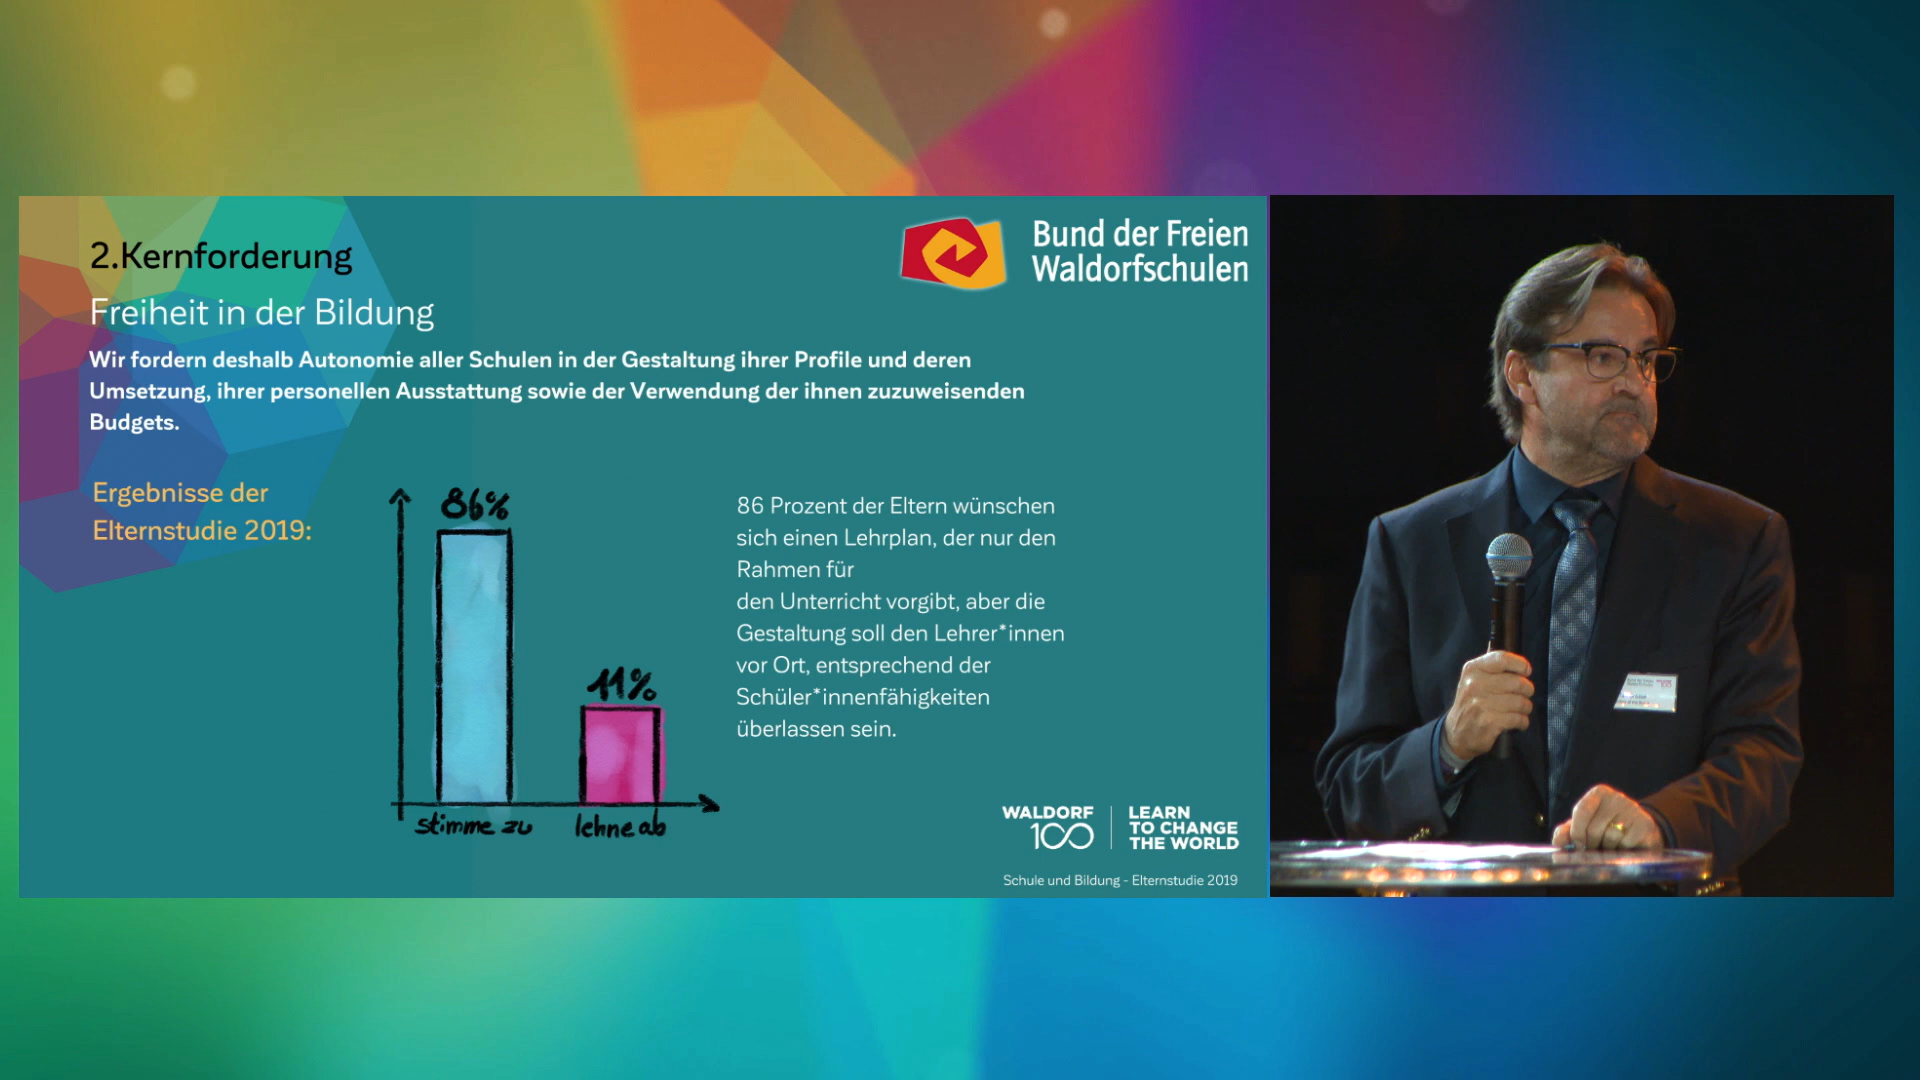 2.Kernforderung
Freiheit in der Bildung
Wir fordern deshalb Autonomie aller Schulen in der Gestaltung ihrer Profile und deren
Umsetzung, ihrer personellen Ausstattung sowie der Verwendung der ihnen zuzuweisenden
Budgets.
Bund der Freien
Waldorfschulen
Ergebnisse der
Elternstudie 2019:
86%
11%
stimme zu
lehne ab
86 Prozent der Eltern wünschen
sich einen Lehrplan, der nur den
Rahmen für
den Unterricht vorgibt, aber die
Gestaltung soll den Lehrer*innen
vor Ort, entsprechend der
Schüler*innenfähigkeiten
überlassen sein.
WALDORF
100
LEARN
TO CHANGE
THE WORLD
Schule und Bildung - Elternstudie 2019